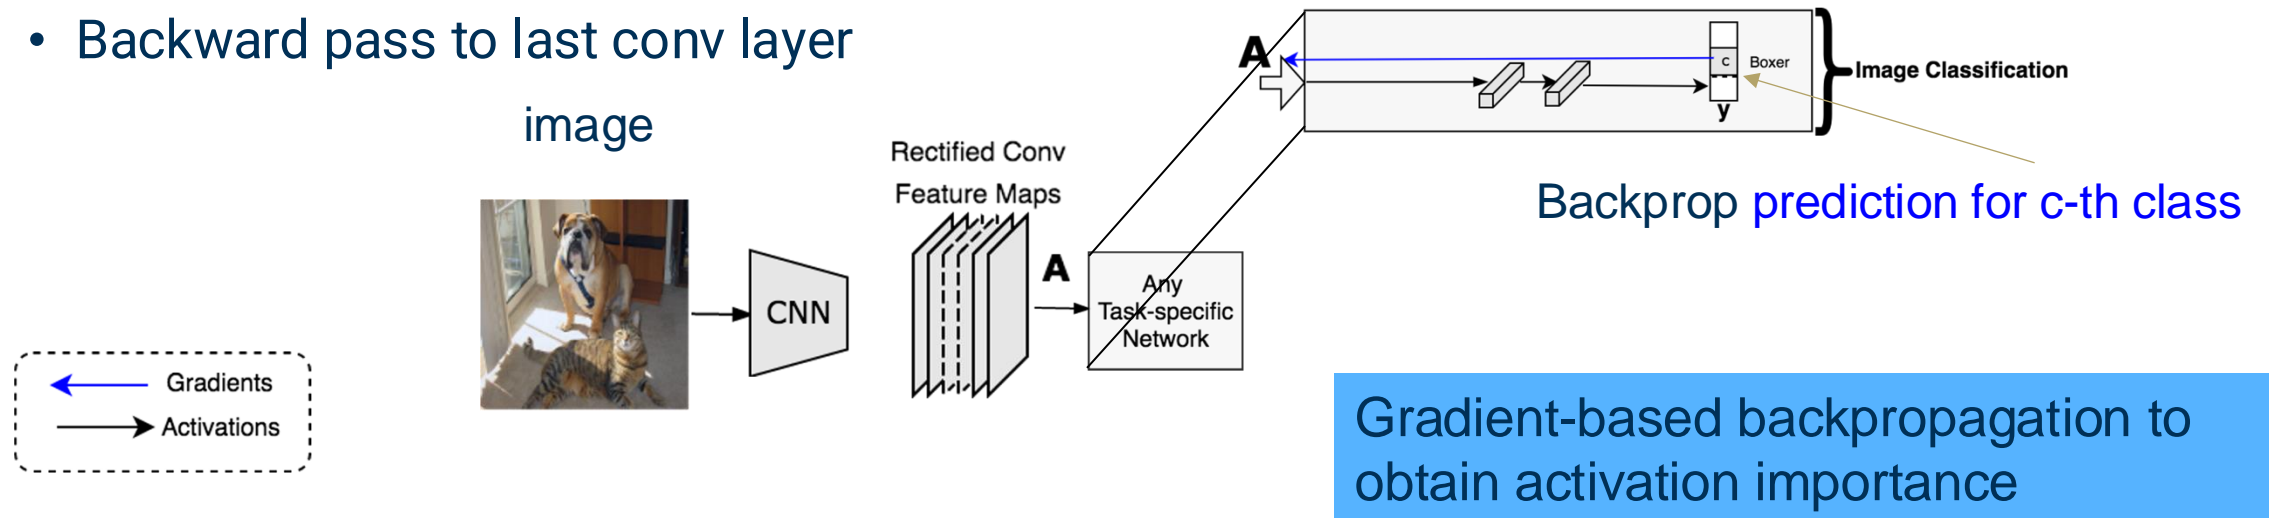 • Backward pass to last conv layer
image
Rectified Conv
Feature Maps
A
CNN
A
Any
Task-specific
Network
c
Boxer
y
Image Classification
Backprop prediction for c-th class
Gradients
Activations
Gradient-based backpropagation to
obtain activation importance